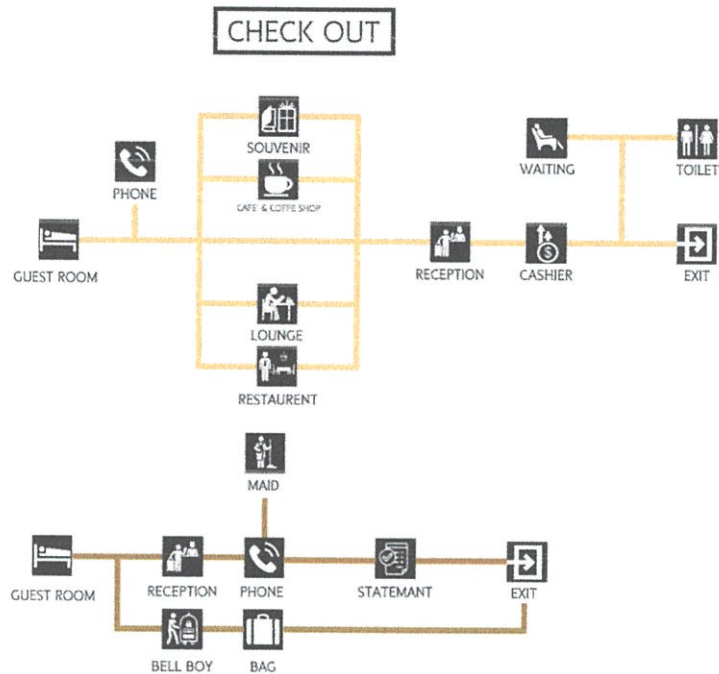 CHECK OUT
SOUVENIR
WAITING
TOILET
PHONE
CAFE & COFFE SHOP
GUEST ROOM
RECEPTION
CASHIER
EXIT
LOUNGE
RESTAURENT
MAID
GUEST ROOM
RECEPTION
PHONE
STATEMANT
EXIT
BELL BOY
BAG